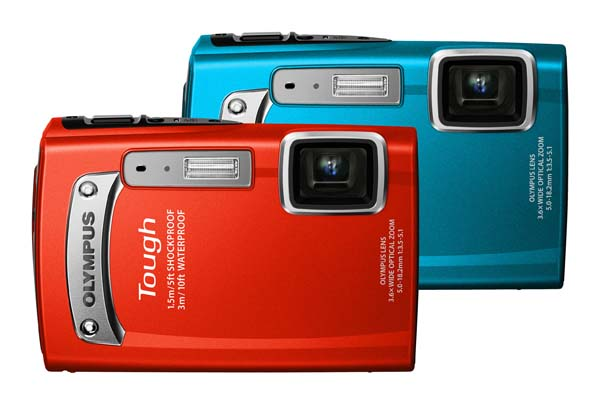 OLYMPUS
Tough
1.5m/5ft SHOCKPROOF
3m/10ft WATERPROOF
OLYMPUS LENS
3.6×WIDE OPTICAL ZOOM
5.0-18.2mm 1:3.5-5.1
OLYMPUS LENS
3.6×WIDE OPTICAL ZOOM
5.0-18.2mm 1:3.5-5.1